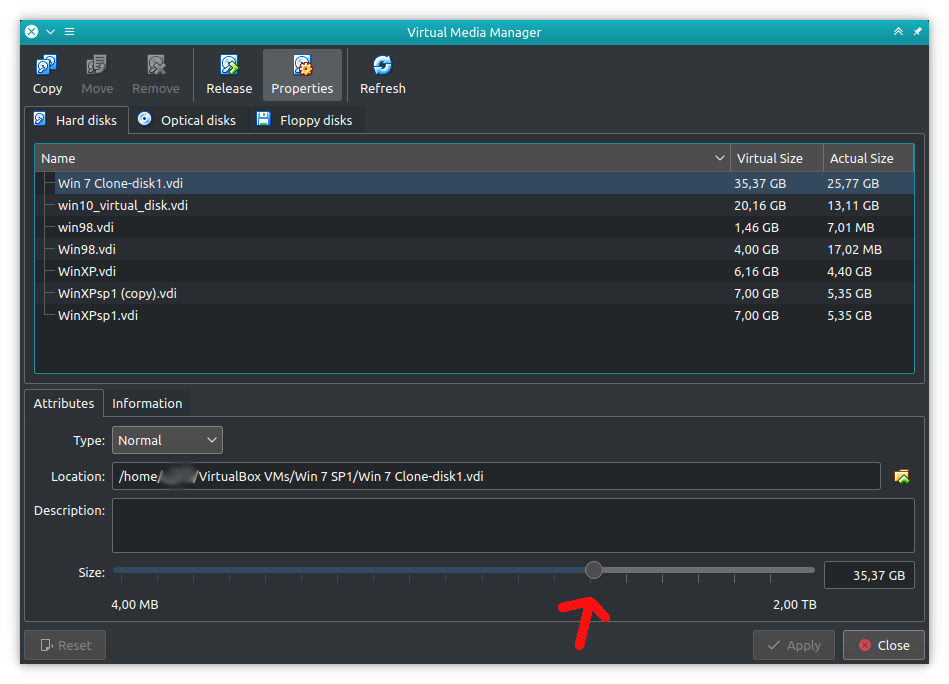 Virtual Media Manager
Copy Move Remove Release Properties Refresh
Hard disks Optical disks Floppy disks
Name Virtual Size Actual Size
Win 7 Clone-disk1.vdi 35,37 GB 25,77 GB
win10_virtual_disk.vdi 20,16 GB 13,11 GB
win98.vdi 1,46 GB 7,01 MB
Win98.vdi 4,00 GB 17,02 MB
WinXP.vdi 6,16 GB 4,40 GB
WinXPsp1 (copy).vdi 7,00 GB 5,35 GB
WinXPsp1.vdi 7,00 GB 5,35 GB
Attributes Information
Type: Normal
Location: /home/ /VirtualBox VMs/Win 7 SP1/Win 7 Clone-disk1.vdi
Description:
Size: 35,37 GB
4,00 MB 2,00 TB
Reset Apply Close